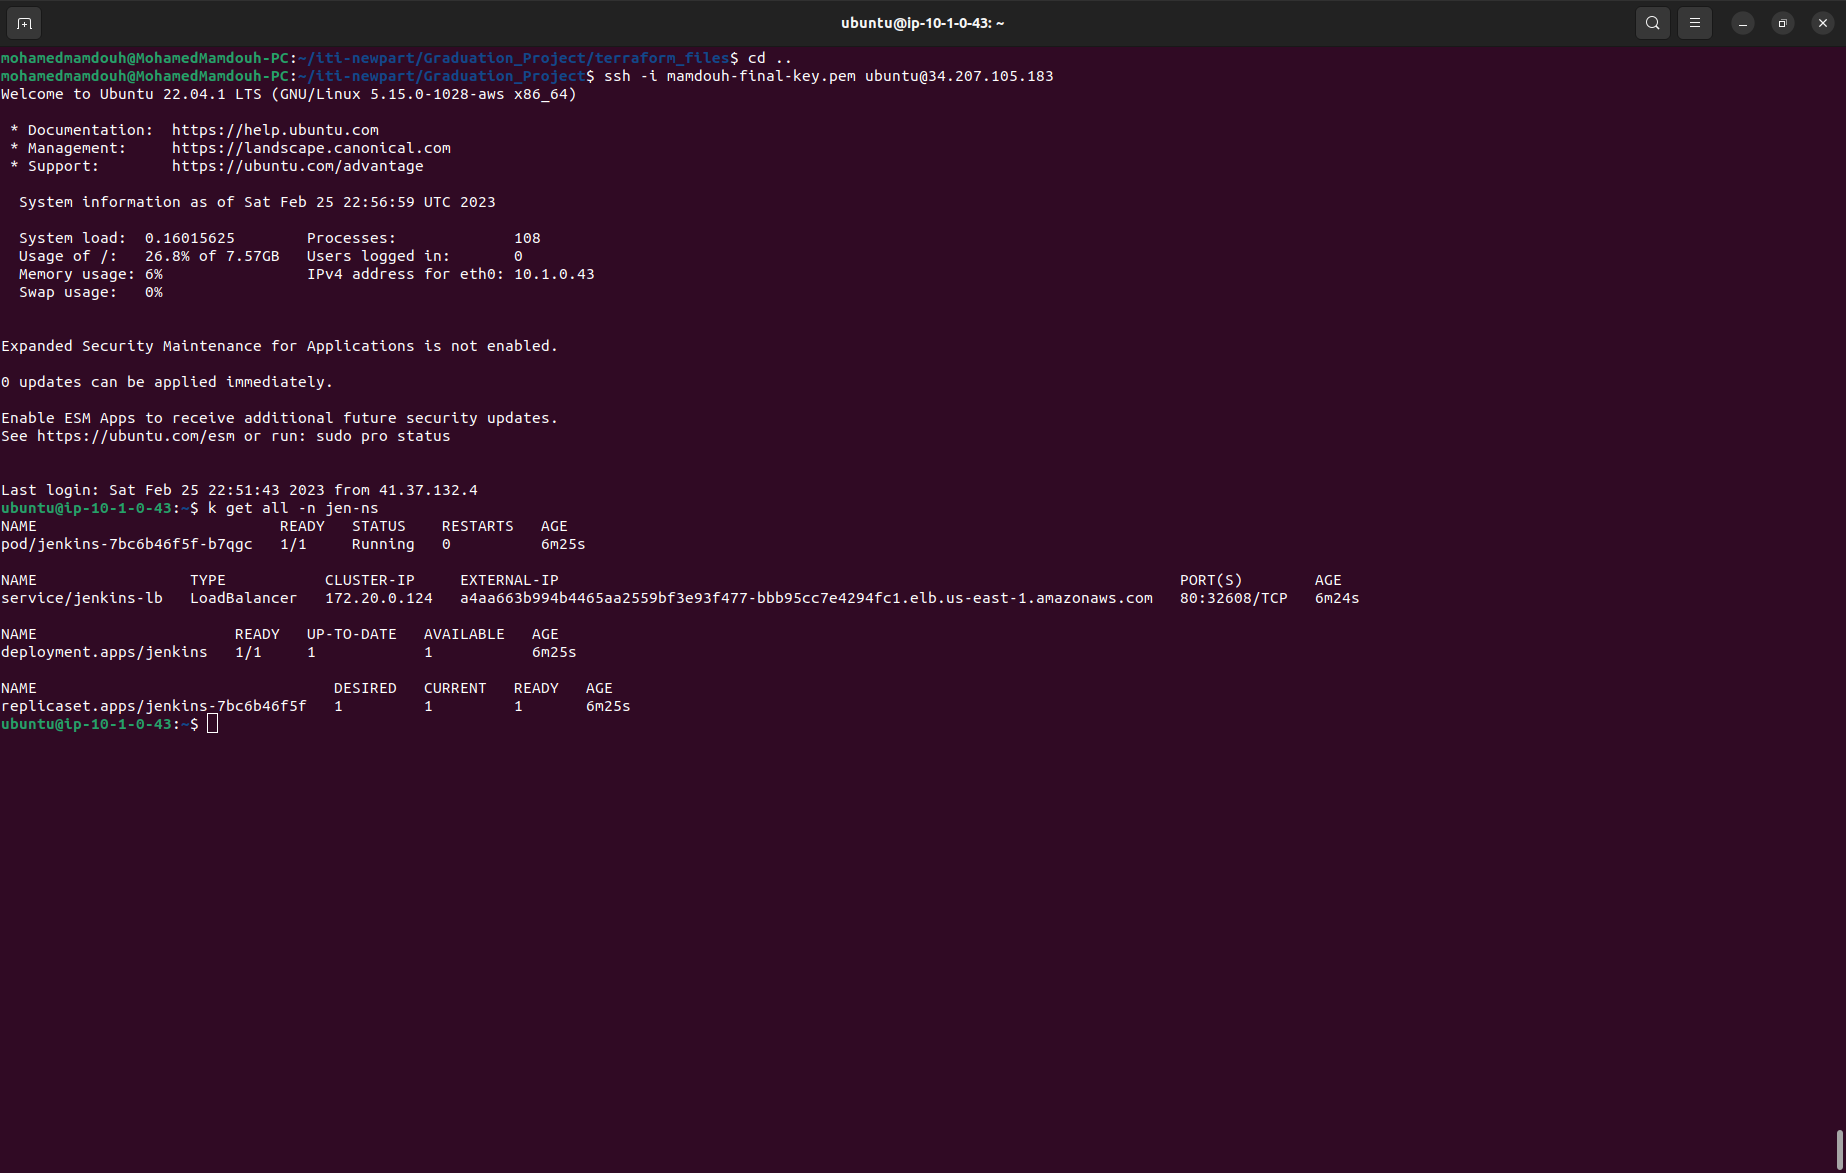 ubuntu@ip-10-1-0-43: ~
mohamedmamdouh@MohamedMamdouh-PC:~/iti-newpart/Graduation_Project/terraform_files$ cd ..
mohamedmamdouh@MohamedMamdouh-PC:~/iti-newpart/Graduation_Project$ ssh -i mamdouh-final-key.pem ubuntu@34.207.105.183
Welcome to Ubuntu 22.04.1 LTS (GNU/Linux 5.15.0-1028-aws x86_64)
* Documentation:  https://help.ubuntu.com
* Management:     https://landscape.canonical.com
* Support:        https://ubuntu.com/advantage
System information as of Sat Feb 25 22:56:59 UTC 2023
System load:  0.16015625        Processes:             108
Usage of /:   26.8% of 7.57GB   Users logged in:       0
Memory usage: 6%                IPv4 address for eth0: 10.1.0.43
Swap usage:   0%
Expanded Security Maintenance for Applications is not enabled.
0 updates can be applied immediately.
Enable ESM Apps to receive additional future security updates.
See https://ubuntu.com/esm or run: sudo pro status
Last login: Sat Feb 25 22:51:43 2023 from 41.37.132.4
ubuntu@ip-10-1-0-43:~$ k get all -n jen-ns
NAME                           READY   STATUS    RESTARTS   AGE
pod/jenkins-7bc6b46f5f-b7qgc   1/1     Running   0          6m25s
NAME                 TYPE           CLUSTER-IP     EXTERNAL-IP                                                                     PORT(S)        AGE
service/jenkins-lb   LoadBalancer   172.20.0.124   a4aa663b994b4465aa2559bf3e93f477-bbb95cc7e4294fc1.elb.us-east-1.amazonaws.com   80:32608/TCP   6m24s
NAME                      READY   UP-TO-DATE   AVAILABLE   AGE
deployment.apps/jenkins   1/1     1            1           6m25s
NAME                                 DESIRED   CURRENT   READY   AGE
replicaset.apps/jenkins-7bc6b46f5f   1         1         1       6m25s
ubuntu@ip-10-1-0-43:~$